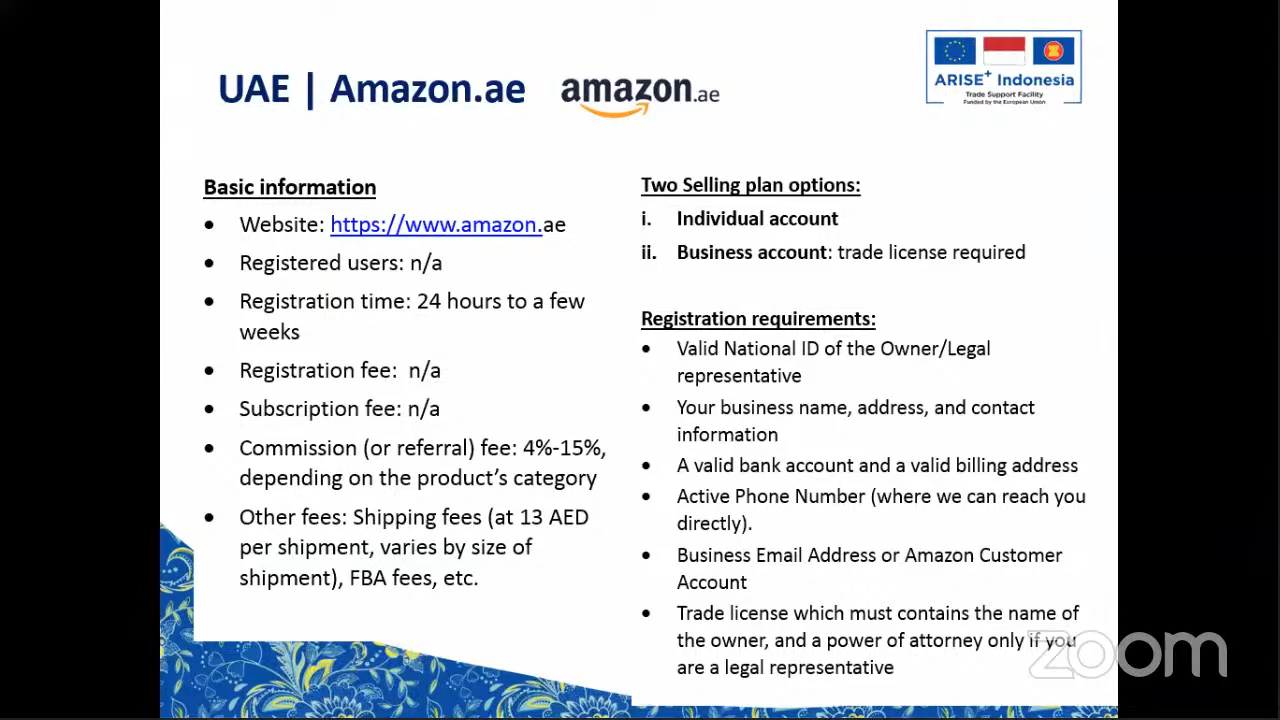 UAE | Amazon.ae
amazon.ae
ARISE+ Indonesia
Trade Support Facility
Funded by the European Union
Basic information
• Website: https://www.amazon.ae
• Registered users: n/a
• Registration time: 24 hours to a few
weeks
• Registration fee: n/a
• Subscription fee: n/a
• Commission (or referral) fee: 4%-15%,
depending on the product's category
• Other fees: Shipping fees (at 13 AED
per shipment, varies by size of
shipment), FBA fees, etc.
Two Selling plan options:
i. Individual account
ii. Business account: trade license required
Registration requirements:
• Valid National ID of the Owner/Legal
representative
• Your business name, address, and contact
information
• A valid bank account and a valid billing address
• Active Phone Number (where we can reach you
directly).
• Business Email Address or Amazon Customer
Account
• Trade license which must contains the name of
the owner, and a power of attorney only if you
are a legal representative
zoom